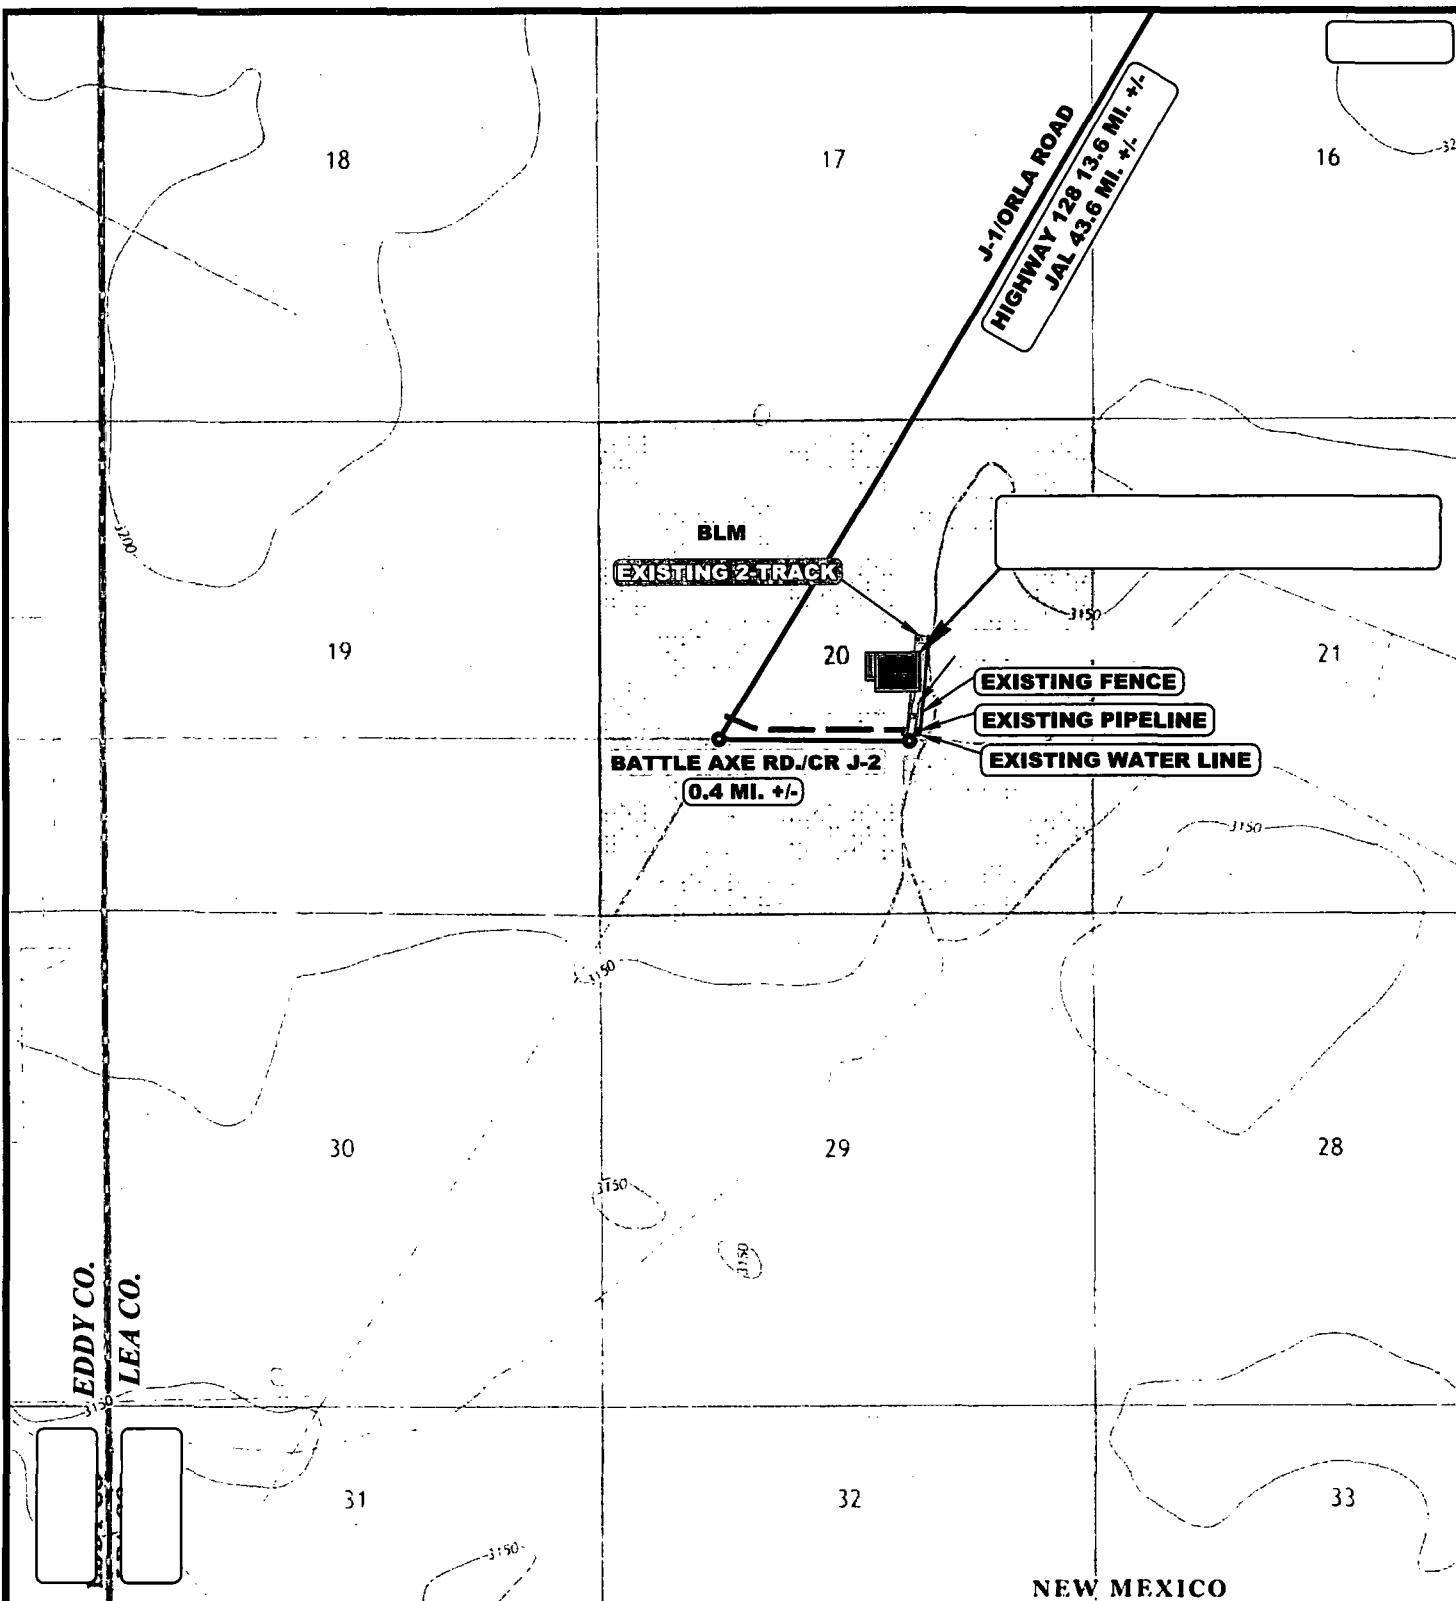 18
17
16
J-1/ORLA ROAD
HIGHWAY 128 13.6 MI. +/-
JAL 43.6 MI. +/-
3200
BLM
EXISTING 2-TRACK
3150
19
20
21
EXISTING FENCE
EXISTING PIPELINE
EXISTING WATER LINE
BATTLE AXE RD./CR J-2
0.4 MI. +/-
3150
3150
30
29
28
3150
3150
EDDY CO.
LEA CO.
3150
31
32
33
3150
NEW MEXICO